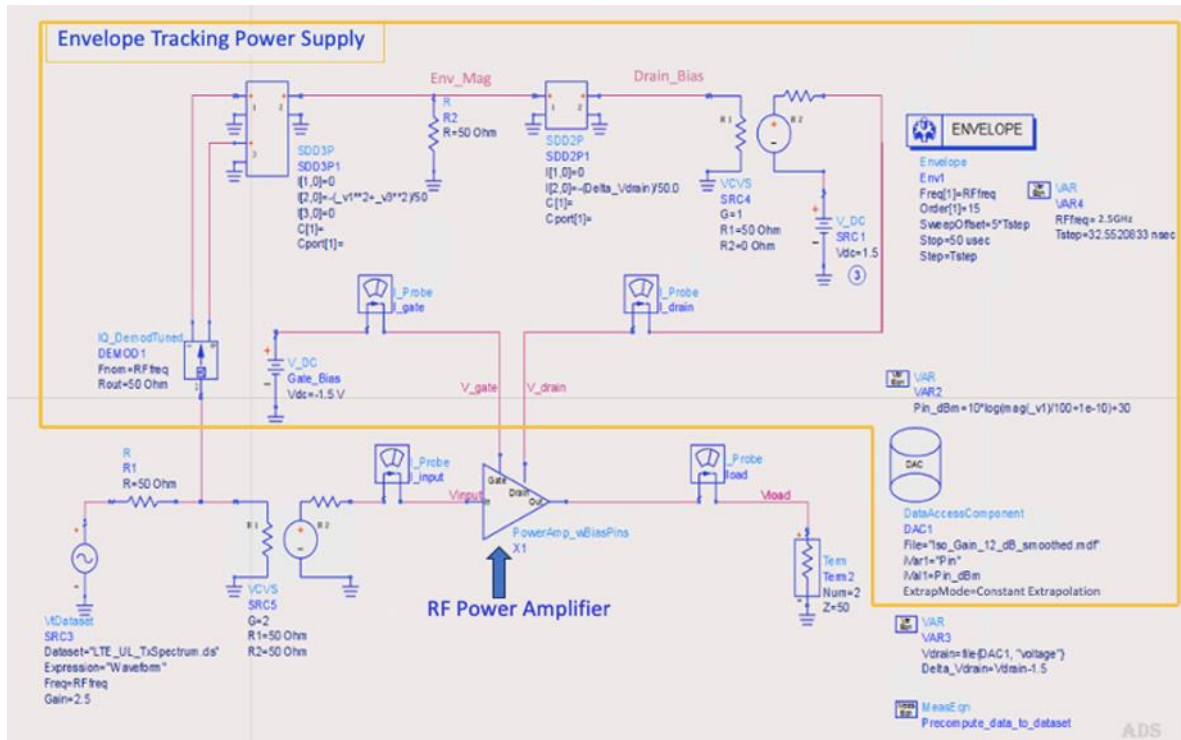 Envelope Tracking Power Supply
Env_Mag
Drain_Bias
1
2
3
SDD3P
SDD3P1
I[1,0]=0
I[2,0]=-(_v1**2+_v3**2)/50
I[3,0]=0
C[1]=
Cport[1]=
R
R2
R=50 Ohm
1
2
SDD2P
SDD2P1
I[1,0]=0
I[2,0]=-(Delta_Vdrain)/50.0
C[1]=
Cport[1]=
R1
R2
VCVS
SRC4
G=1
R1=50 Ohm
R2=0 Ohm
V_DC
SRC1
Vdc=1.5
3
ENVELOPE
Envelope
Env1
Freq[1]=RFfreq
Order[1]=15
SweepOffset=5*Tstep
Stop=50 usec
Step=Tstep
Var
Eqn
VAR
VAR4
RFfreq= 2.5GHz
Tstep=32.5520833 nsec
I_Probe
I_gate
I_Probe
I_drain
IQ_DemodTuned
DEMOD1
Fnom=RFfreq
Rout=50 Ohm
V_DC
Gate_Bias
Vdc=-1.5 V
V_gate
V_drain
Var
Eqn
VAR
VAR2
Pin_dBm=10*log(mag(_v1)/100+1e-10)+30
R
R1
R=50 Ohm
R1
R2
I_Probe
I_input
Vinput
Gate
Drain
Out
PowerAmp_wBiasPins
X1
I_Probe
Iload
Vload
DAC
DataAccessComponent
DAC1
File="Iso_Gain_12_dB_smoothed.mdf"
iVar1="Pin"
iVal1=Pin_dBm
ExtrapMode=Constant Extrapolation
RF Power Amplifier
Term
Term2
Num=2
Z=50
VtDataset
SRC3
Dataset="LTE_UL_TxSpectrum.ds"
Expression="Waveform"
Freq=RFfreq
Gain=2.5
VCVS
SRC5
G=2
R1=50 Ohm
R2=50 Ohm
Var
Eqn
VAR
VAR3
Vdrain=file{DAC1, "voltage"}
Delta_Vdrain=Vdrain-1.5
Meas
Eqn
MeasEqn
Precompute_data_to_dataset
ADS